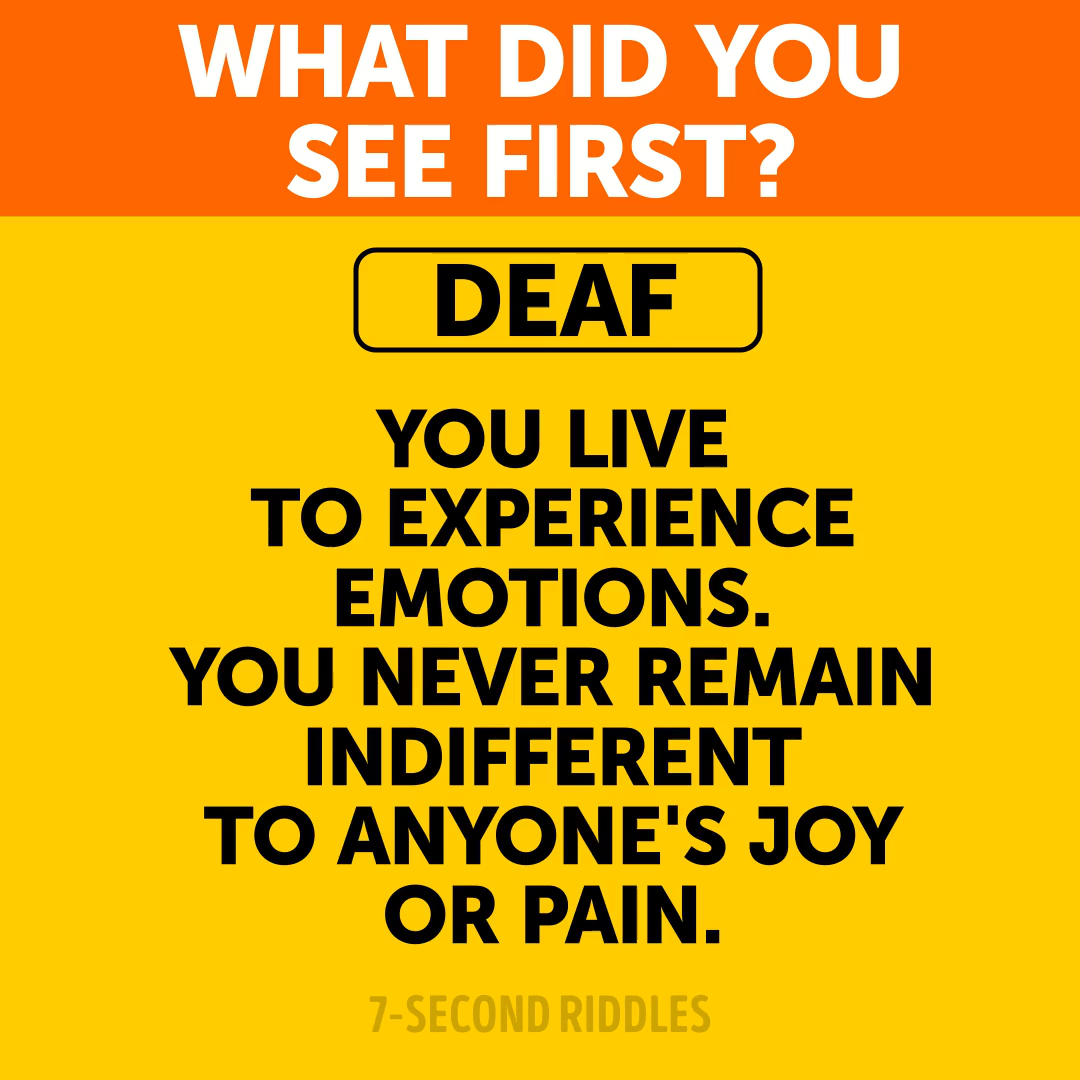 WHAT DID YOU
SEE FIRST?
DEAF
YOU LIVE
TO EXPERIENCE
EMOTIONS.
YOU NEVER REMAIN
INDIFFERENT
TO ANYONE'S JOY
OR PAIN.
7-SECOND RIDDLES